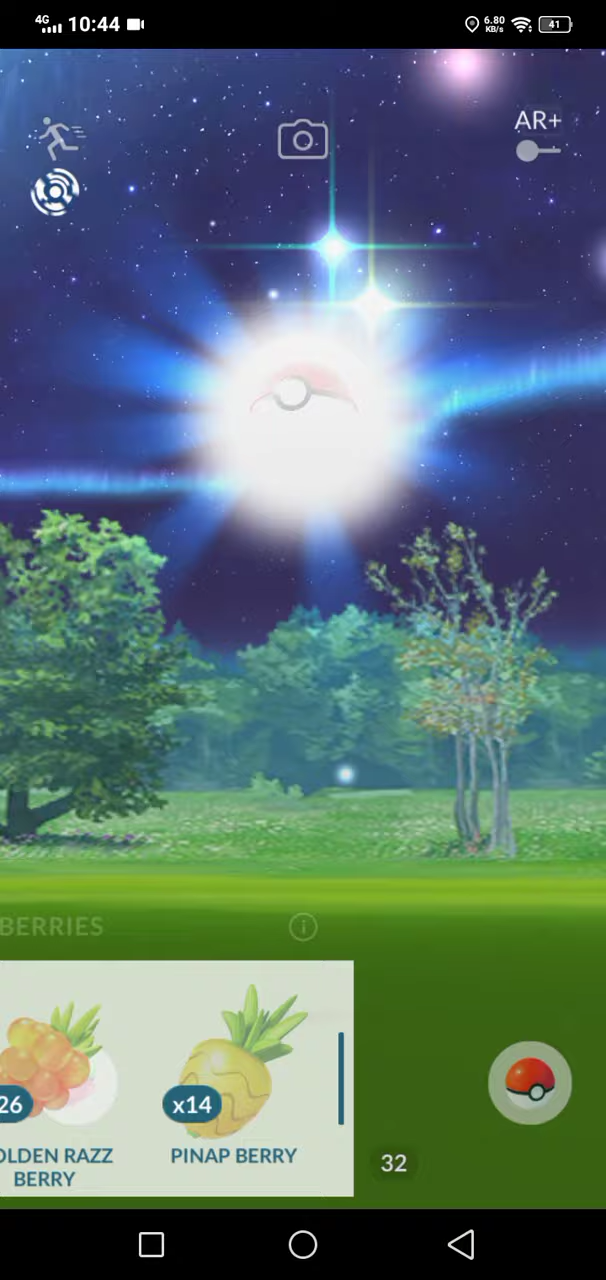 4G 10:44 6.80 KB/s 41
AR+
BERRIES
26 x14
OLDEN RAZZ BERRY
PINAP BERRY
32